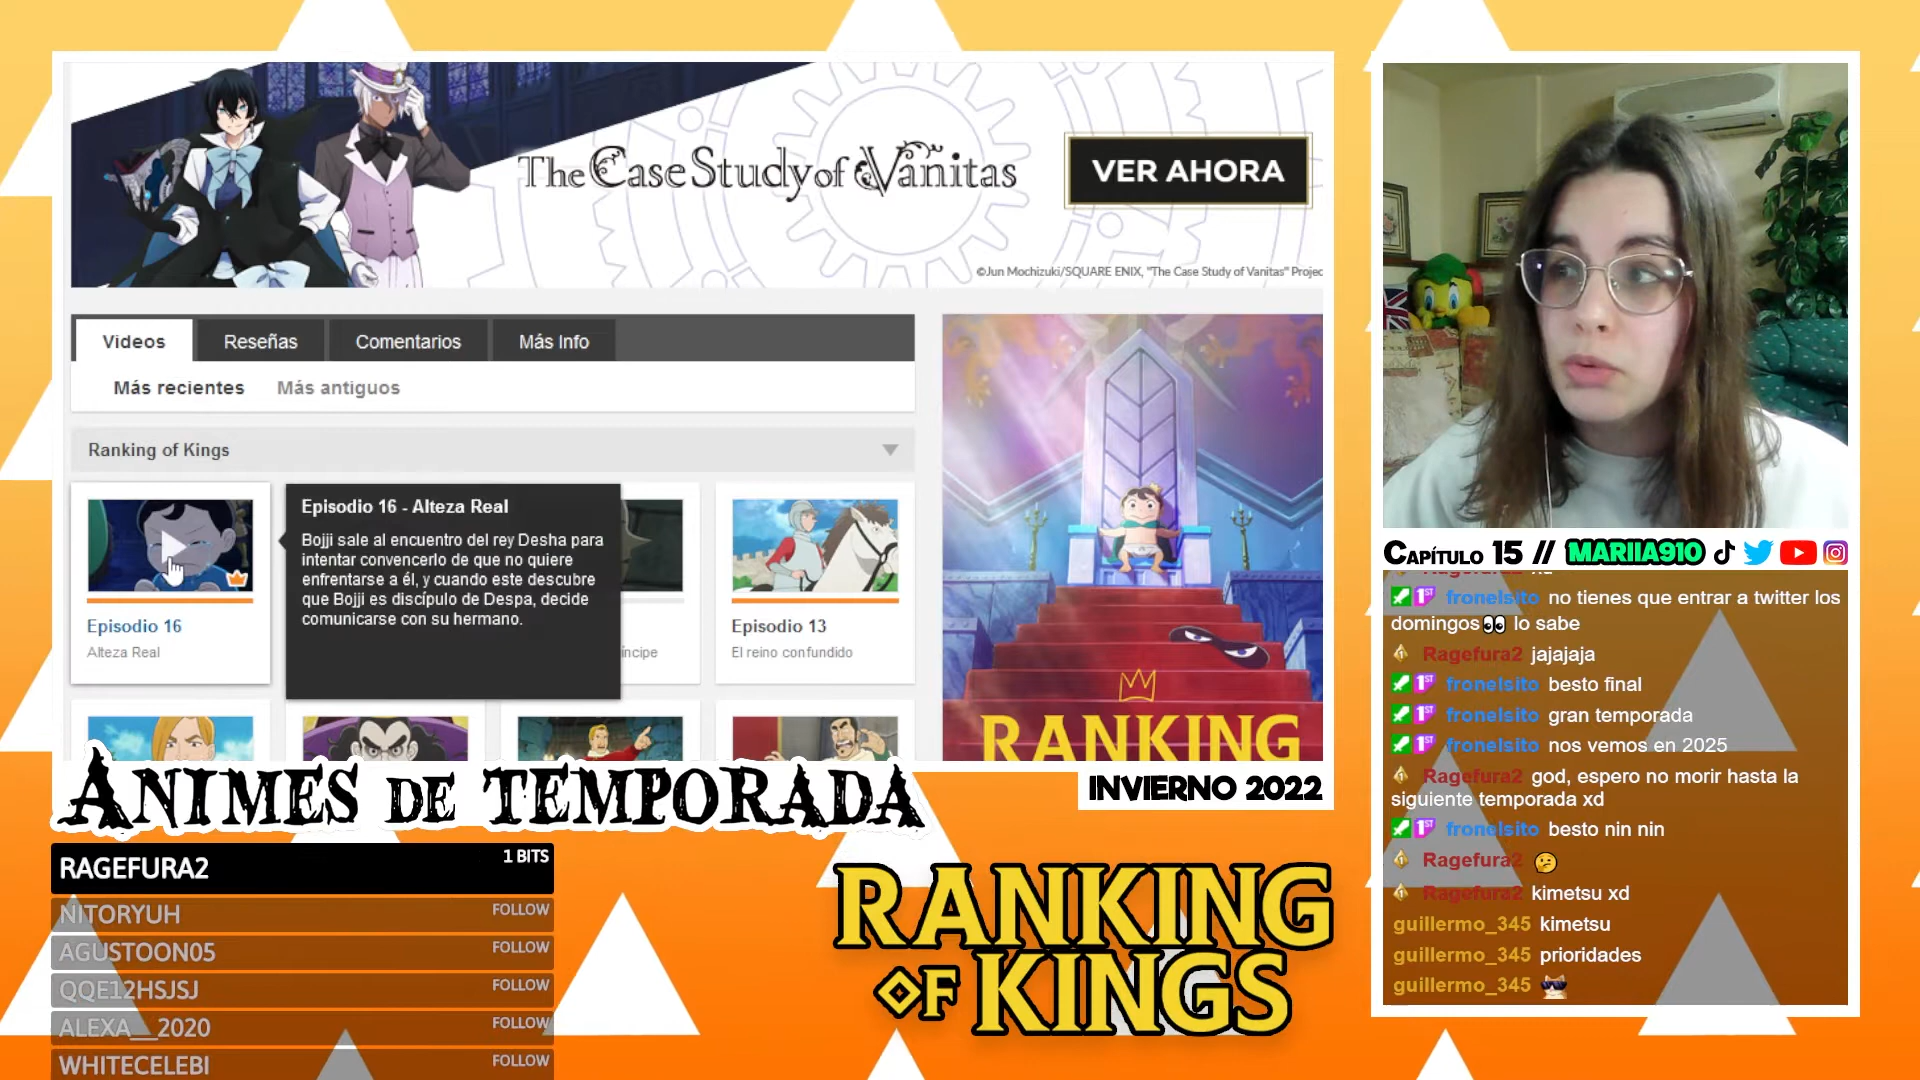 The Case Study of Vanitas
VER AHORA
©Jun Mochizuki/SQUARE ENIX, "The Case Study of Vanitas" Projec
Videos
Reseñas
Comentarios
Más Info
Más recientes
Más antiguos
Ranking of Kings
Episodio 16
Alteza Real
Episodio 16 - Alteza Real
Bojji sale al encuentro del rey Desha para
intentar convencerlo de que no quiere
enfrentarse a él, y cuando este descubre
que Bojji es discípulo de Despa, decide
comunicarse con su hermano.
Episodio 13
El reino confundido
RANKING
ANIMES DE TEMPORADA
INVIERNO 2022
RAGEFURA2 1 BITS
NITORYUH FOLLOW
AGUSTOON05 FOLLOW
QQE12HSJSJ FOLLOW
ALEXA__2020 FOLLOW
WHITECELEBI FOLLOW
RANKING
OF KINGS
CAPÍTULO 15 // MARIIA910
1ST fronelsito no tienes que entrar a twitter los
domingos👀 lo sabe
Ragefura2 jajajaja
1ST fronelsito besto final
1ST fronelsito gran temporada
1ST fronelsito nos vemos en 2025
Ragefura2 god, espero no morir hasta la
siguiente temporada xd
1ST fronelsito besto nin nin
Ragefura2 🤔
Ragefura2 kimetsu xd
guillermo_345 kimetsu
guillermo_345 prioridades
guillermo_345